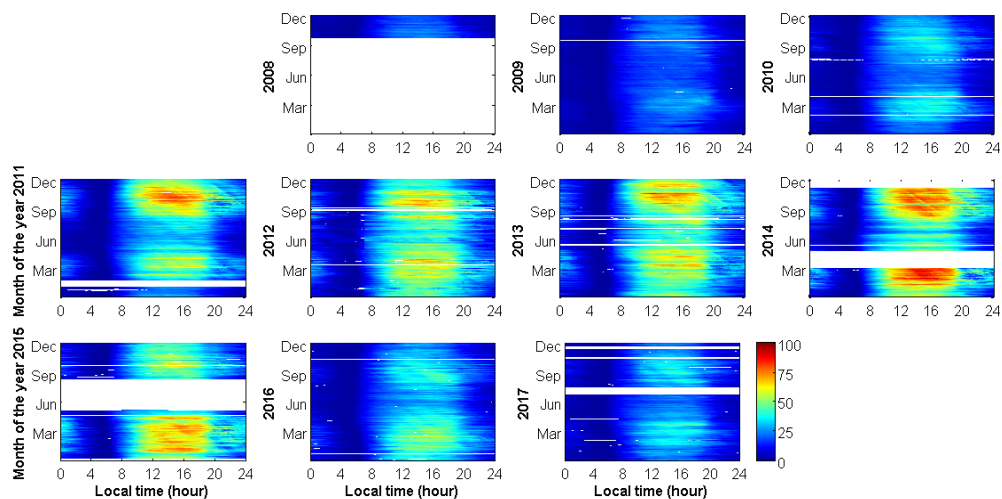 Dec
Sep
Jun
Mar
2008
0 4 8 12 16 20 24
Dec
Sep
Jun
Mar
2009
0 4 8 12 16 20 24
Dec
Sep
Jun
Mar
2010
0 4 8 12 16 20 24
Month of the year 2011
Dec
Sep
Jun
Mar
0 4 8 12 16 20 24
2012
Dec
Sep
Jun
Mar
0 4 8 12 16 20 24
2013
Dec
Sep
Jun
Mar
0 4 8 12 16 20 24
2014
Dec
Sep
Jun
Mar
0 4 8 12 16 20 24
Month of the year 2015
Dec
Sep
Jun
Mar
0 4 8 12 16 20 24
Local time (hour)
2016
Dec
Sep
Jun
Mar
0 4 8 12 16 20 24
Local time (hour)
2017
Dec
Sep
Jun
Mar
0 4 8 12 16 20 24
Local time (hour)
100
75
50
25
0